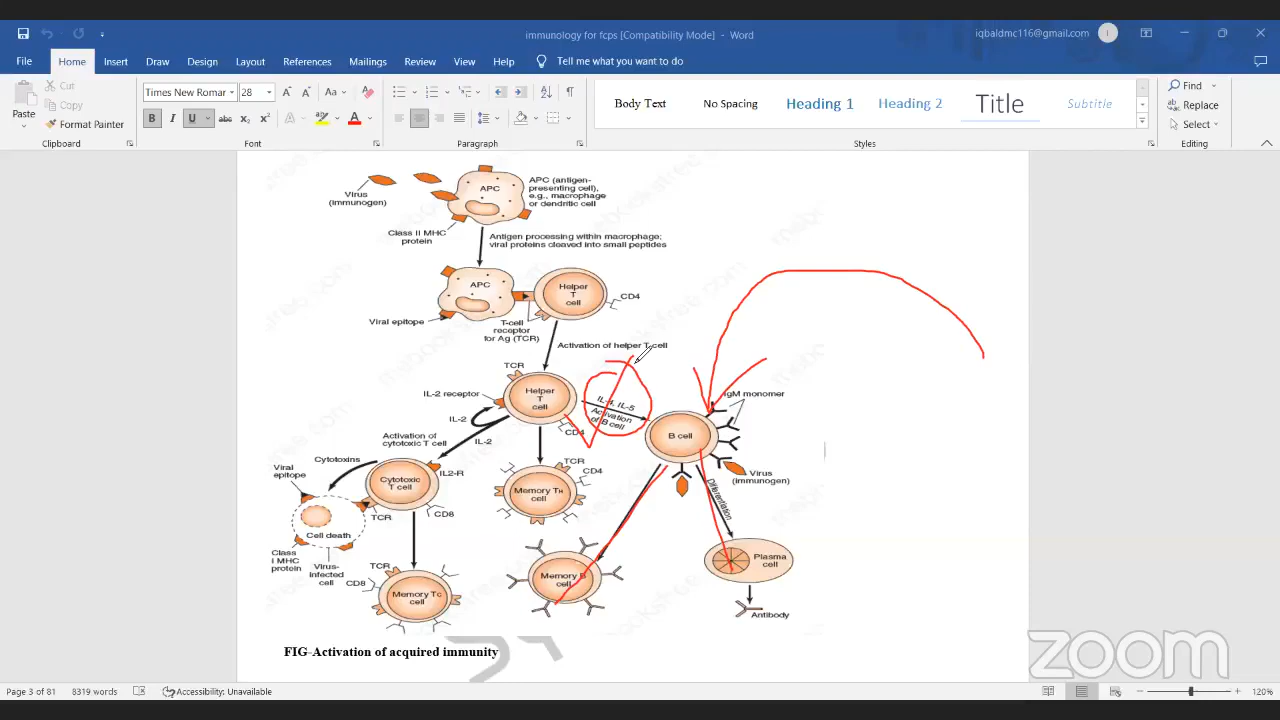 immunology for fcps [Compatibility Mode] - Word
iqbaldmc116@gmail.com
I
File
Home
Insert
Draw
Design
Layout
References
Mailings
Review
View
Help
Tell me what you want to do
Paste
Cut
Copy
Format Painter
Clipboard
Times New Romar
28
Aa
B
I
U
abc
x₂
x²
A
A
Font
Paragraph
Body Text
No Spacing
Heading 1
Heading 2
Title
Subtitle
Styles
Find
Replace
Select
Editing
Virus
(immunogen)
APC
APC (antigen-
presenting cell),
e.g., macrophage
or dendritic cell
Class II MHC
protein
Antigen processing within macrophage;
viral proteins cleaved into small peptides
APC
Helper
T
cell
CD4
Viral epitope
T-cell
receptor
for Ag (TCR)
Activation of helper T cell
TCR
IL-2 receptor
Helper
T
cell
IL-4, IL-5
Activation
of B cell
IgM monomer
IL-2
CD4
B cell
Activation of
cytotoxic T cell
IL-2
Cytotoxins
Viral
epitope
IL2-R
Cytotoxic
T cell
TCR
CD4
Memory TH
cell
Virus
(immunogen)
Differentiation
TCR
CD8
Cell death
Class
I MHC
protein
Virus-
infected
cell
TCR
CD8
Memory Tc
cell
Memory B
cell
Plasma
cell
Antibody
FIG-Activation of acquired immunity
zoom
Page 3 of 81
8319 words
Accessibility: Unavailable
120%